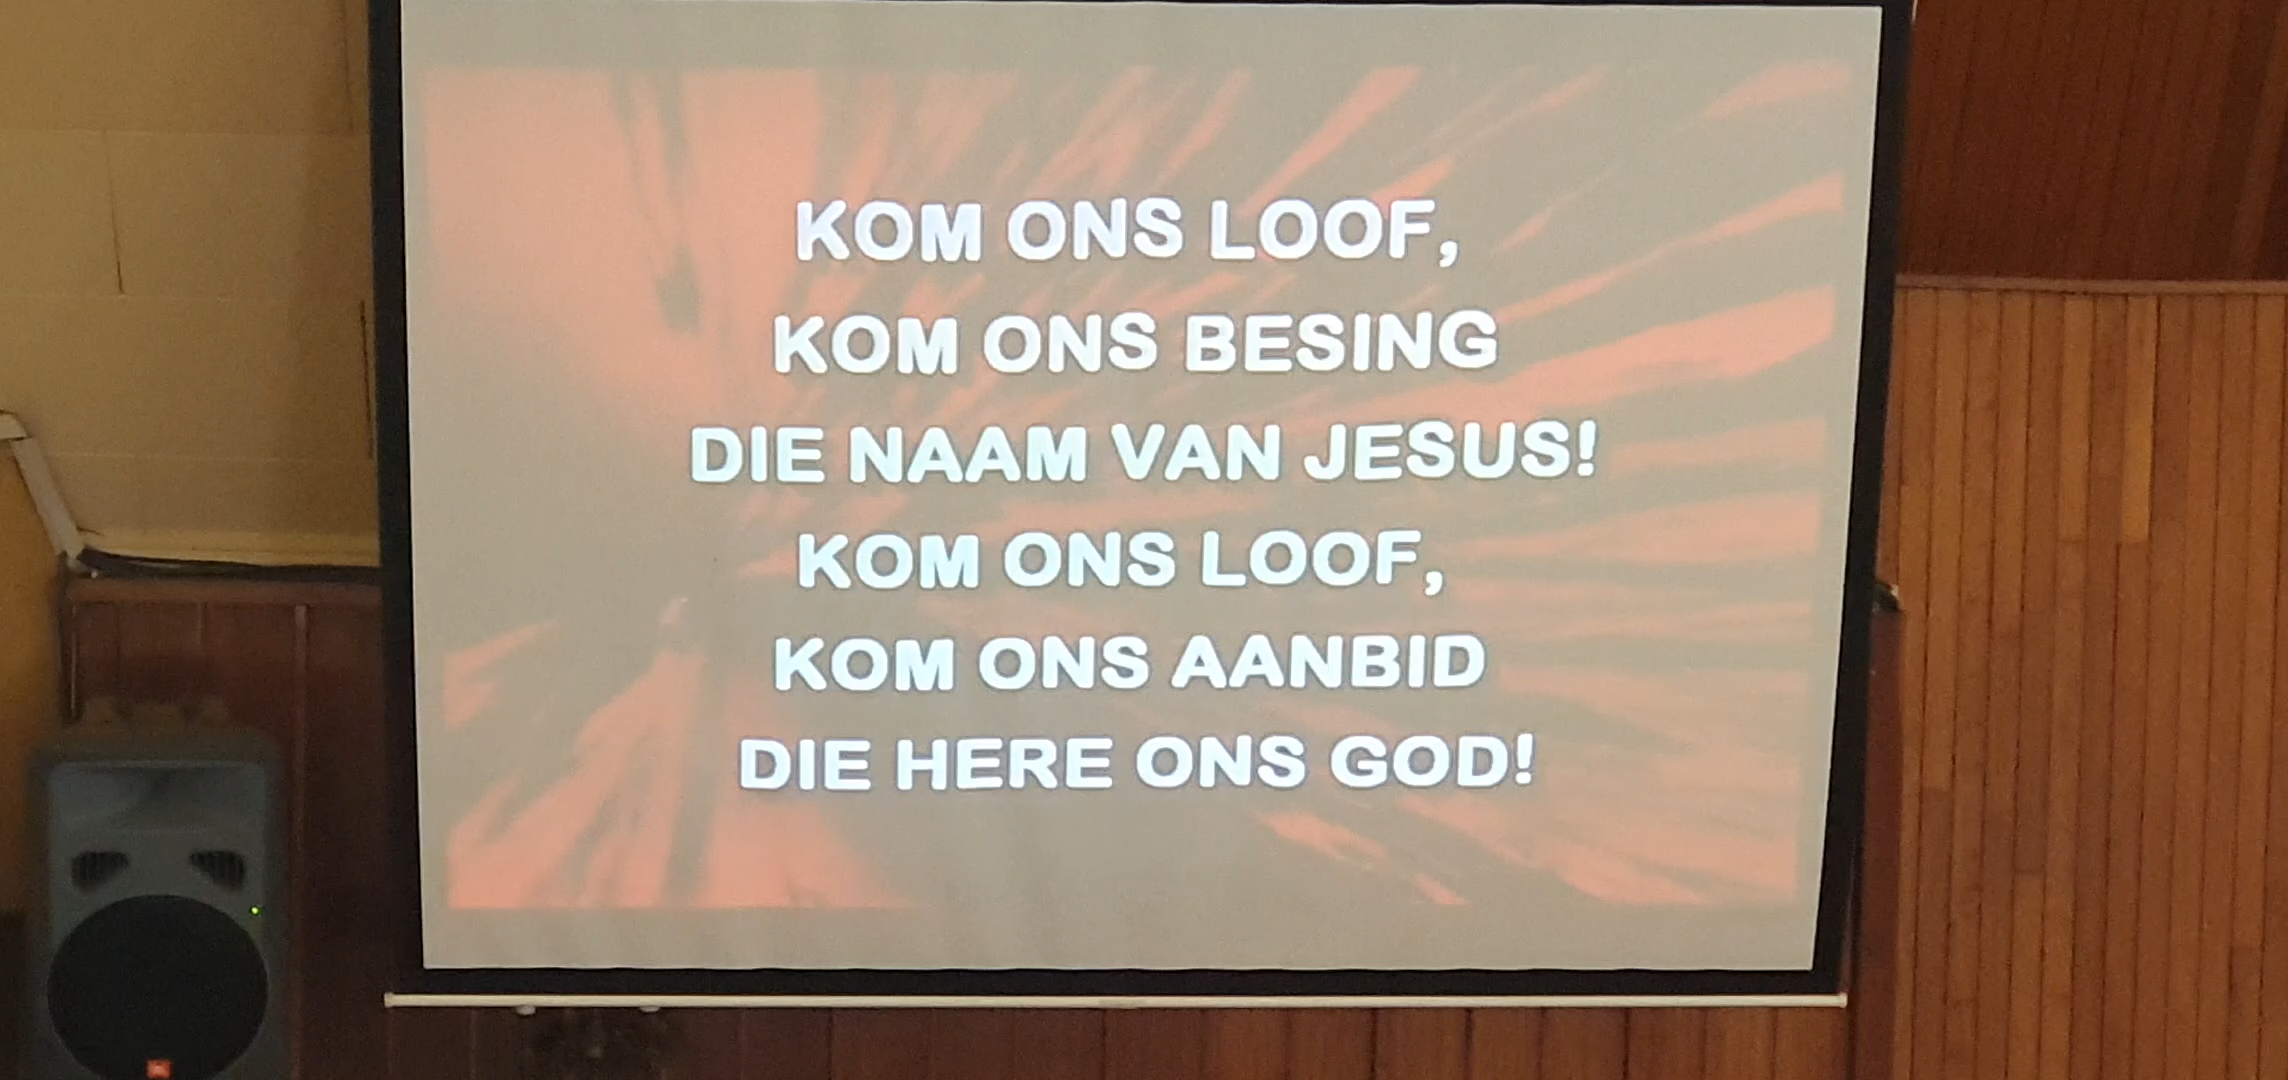 KOM ONS LOOF,
KOM ONS BESING
DIE NAAM VAN JESUS!
KOM ONS LOOF,
KOM ONS AANBID
DIE HERE ONS GOD!